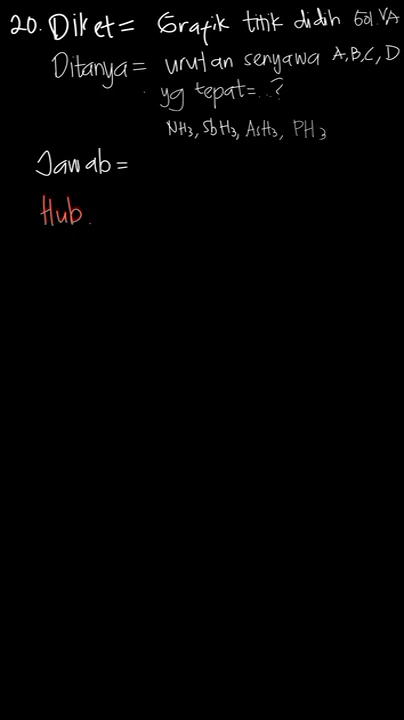 20. Diket = Grafik titik didih Gol. VA
Ditanya = urutan senyawa A, B, C, D
yg tepat = ...?
NH3, SbH3, AsH3, PH3
Jawab =
Hub.